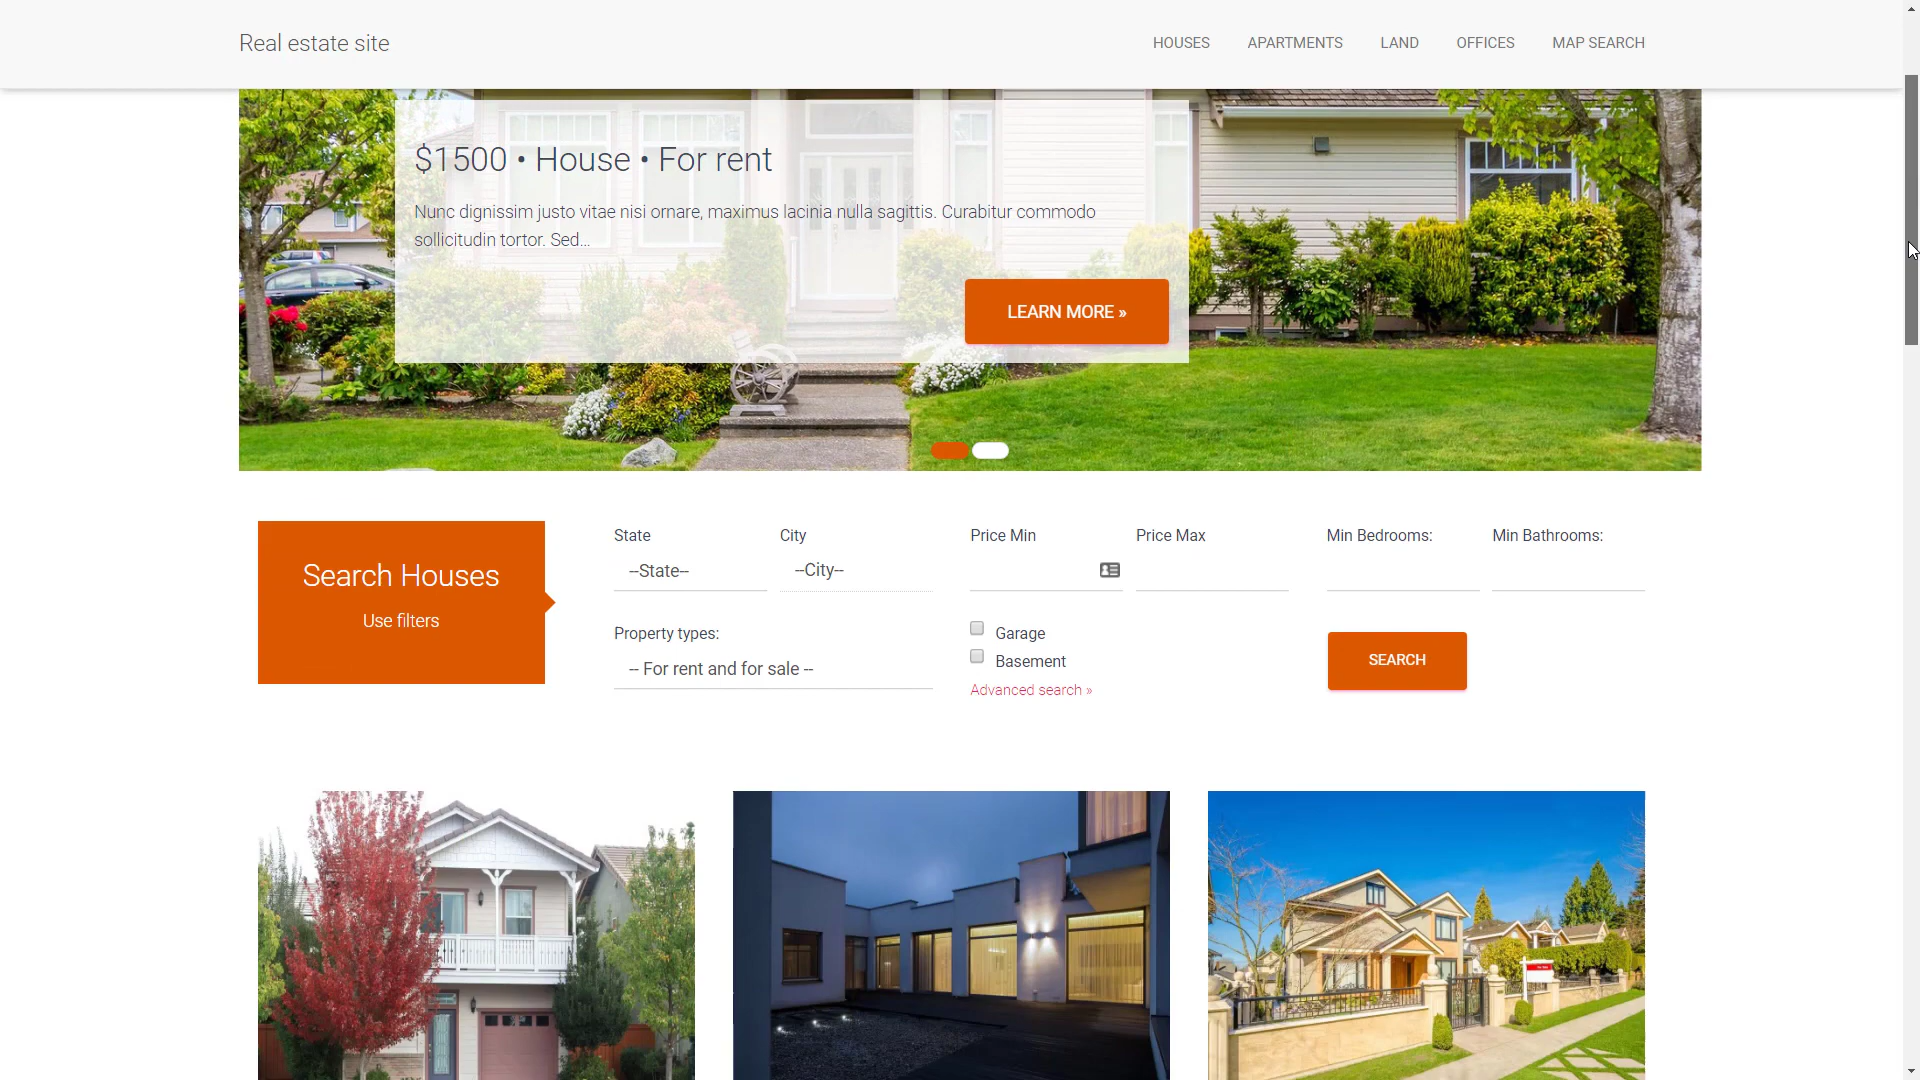 Real estate site
HOUSES
APARTMENTS
LAND
OFFICES
MAP SEARCH
$1500 • House • For rent
Nunc dignissim justo vitae nisi ornare, maximus lacinia nulla sagittis. Curabitur commodo
sollicitudin tortor. Sed...
LEARN MORE »
Search Houses
Use filters
State
City
Price Min
Price Max
Min Bedrooms:
Min Bathrooms:
--State--
--City--
Property types:
-- For rent and for sale --
Garage
Basement
Advanced search »
SEARCH